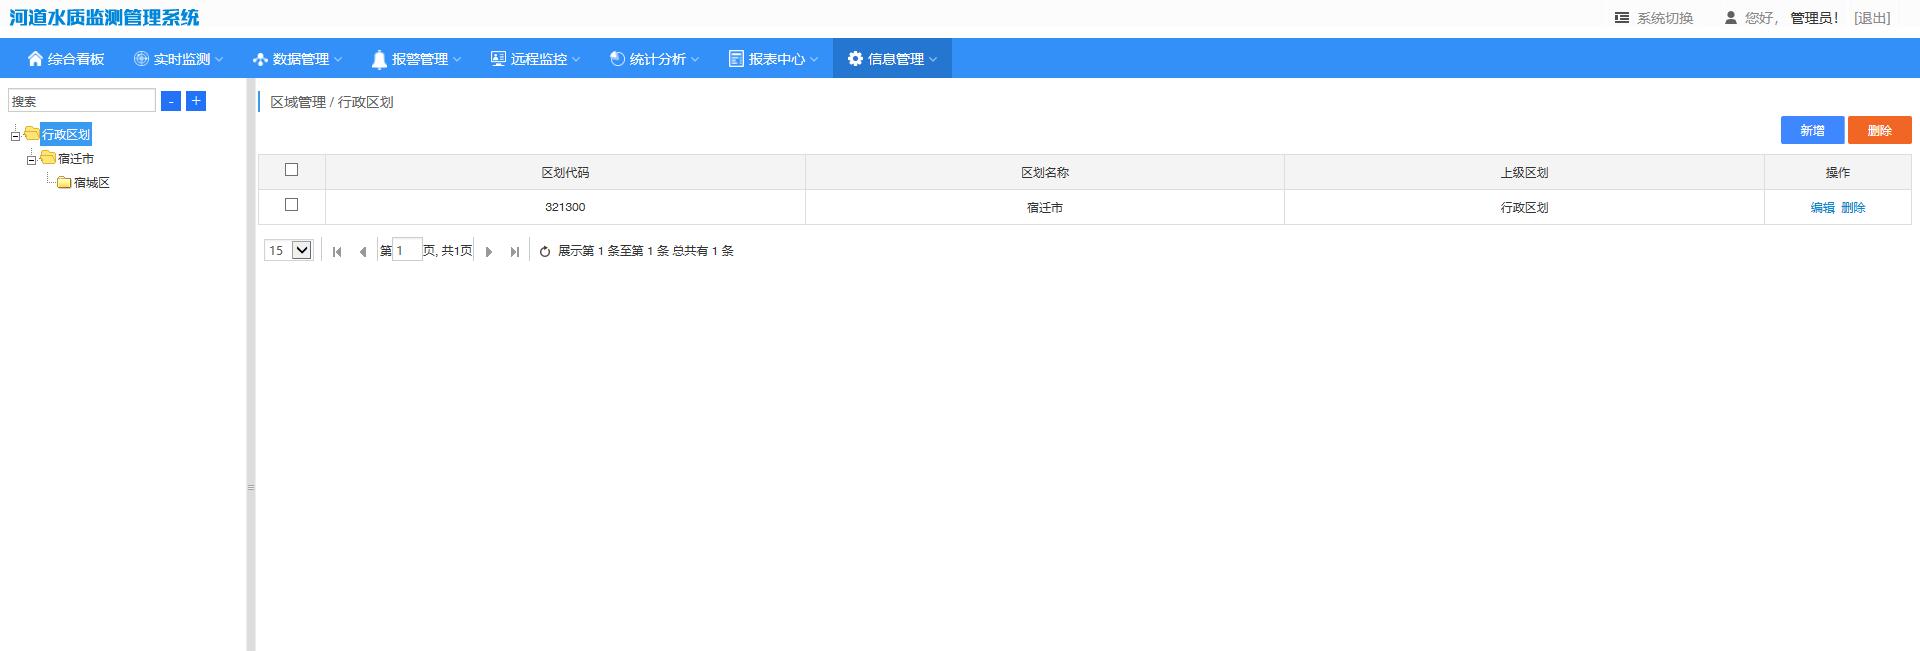 河道水质监测管理系统
系统切换 您好, 管理员! [退出]
综合看板 实时监测 数据管理 报警管理 远程监控 统计分析 报表中心 信息管理
搜索 - +
区域管理 / 行政区划
新增 删除
行政区划
宿迁市
宿城区
区划代码 区划名称 上级区划 操作
321300 宿迁市 行政区划 编辑 删除
15 第 1 页, 共1页 展示第 1 条至第 1 条 总共有 1 条